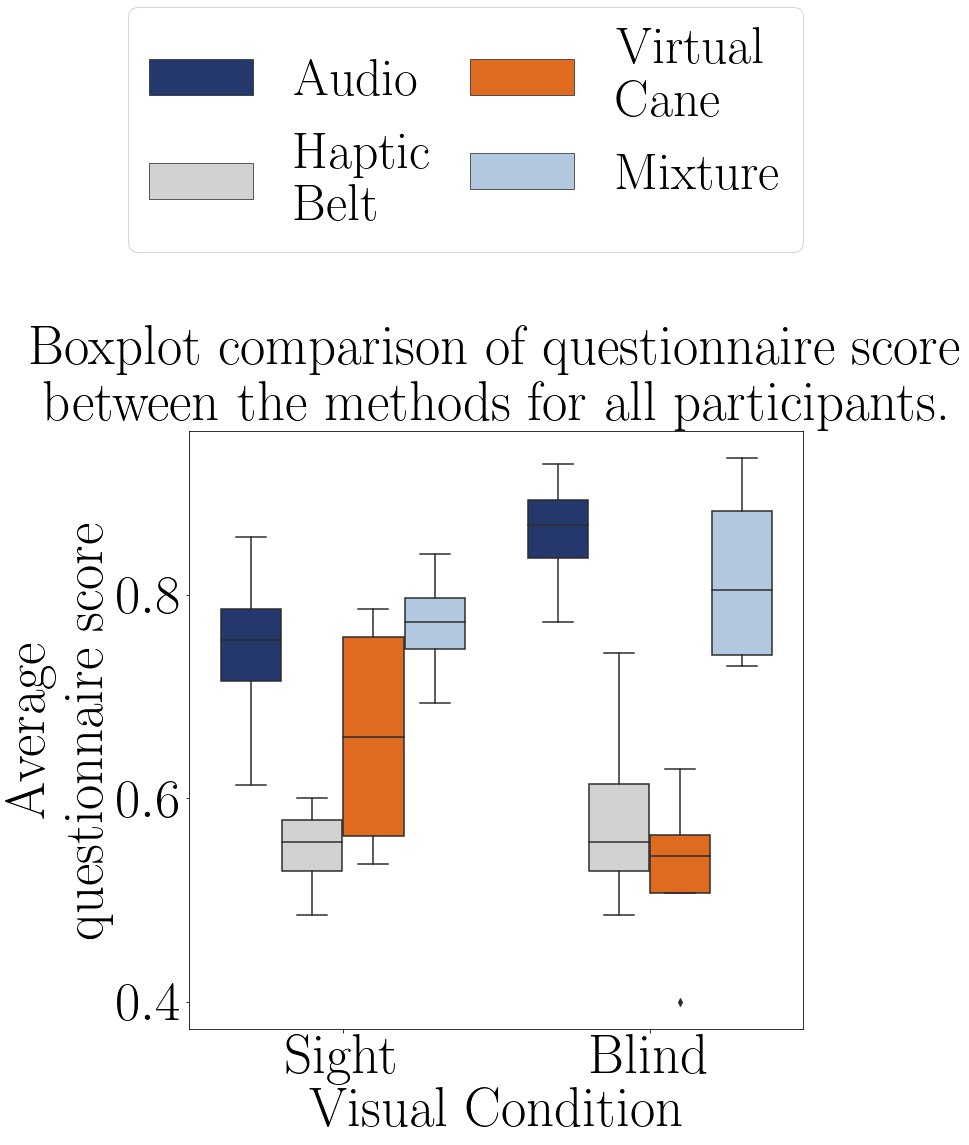 Audio
Haptic
Belt
Virtual
Cane
Mixture
Boxplot comparison of questionnaire score
between the methods for all participants.
Average
questionnaire score
0.8
0.6
0.4
Sight
Blind
Visual Condition